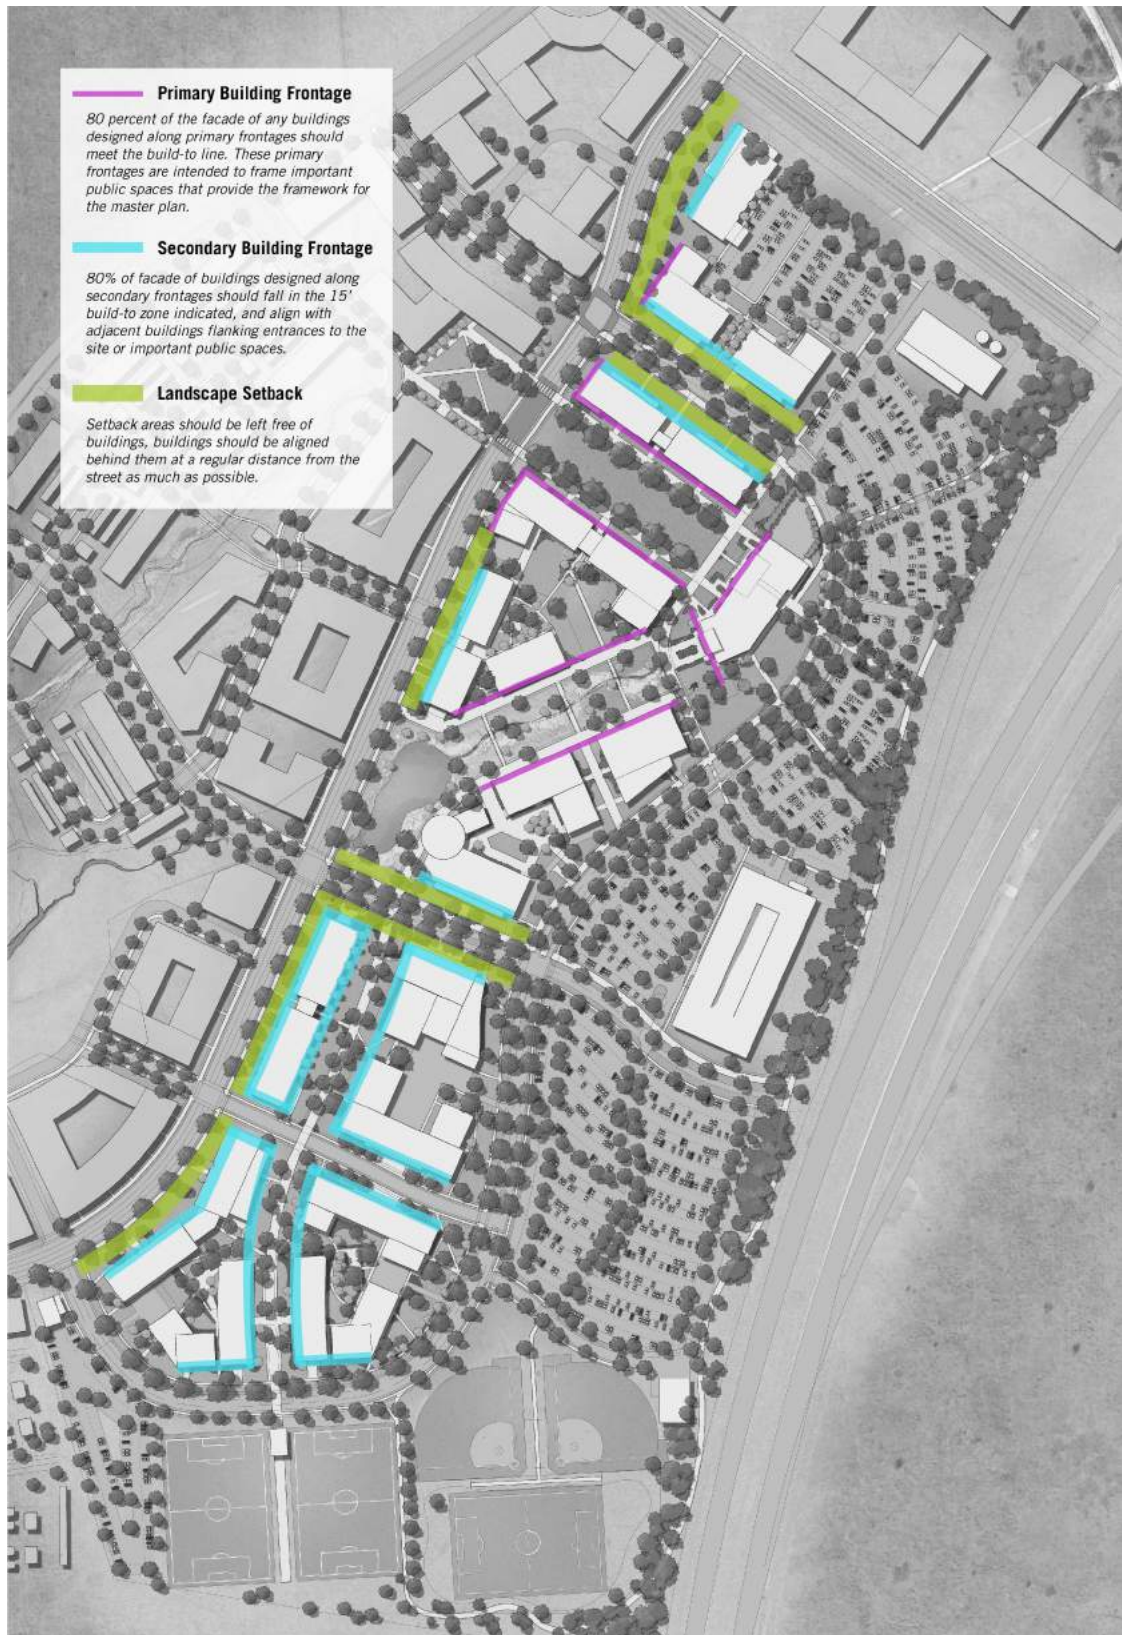 Primary Building Frontage
80 percent of the facade of any buildings
designed along primary frontages should
meet the build-to line. These primary
frontages are intended to frame important
public spaces that provide the framework for
the master plan.
Secondary Building Frontage
80% of facade of buildings designed along
secondary frontages should fall in the 15'
build-to zone indicated, and align with
adjacent buildings flanking entrances to the
site or important public spaces.
Landscape Setback
Setback areas should be left free of
buildings, buildings should be aligned
behind them at a regular distance from the
street as much as possible.